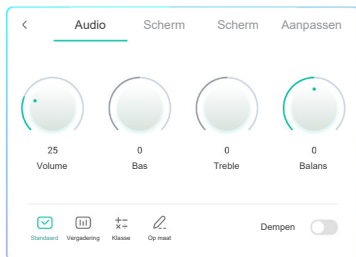 Audio Scherm Scherm Aanpassen
25 0 0 0
Volume Bas Treble Balans
Standaard Vergadering Klasse Op maat Dempen